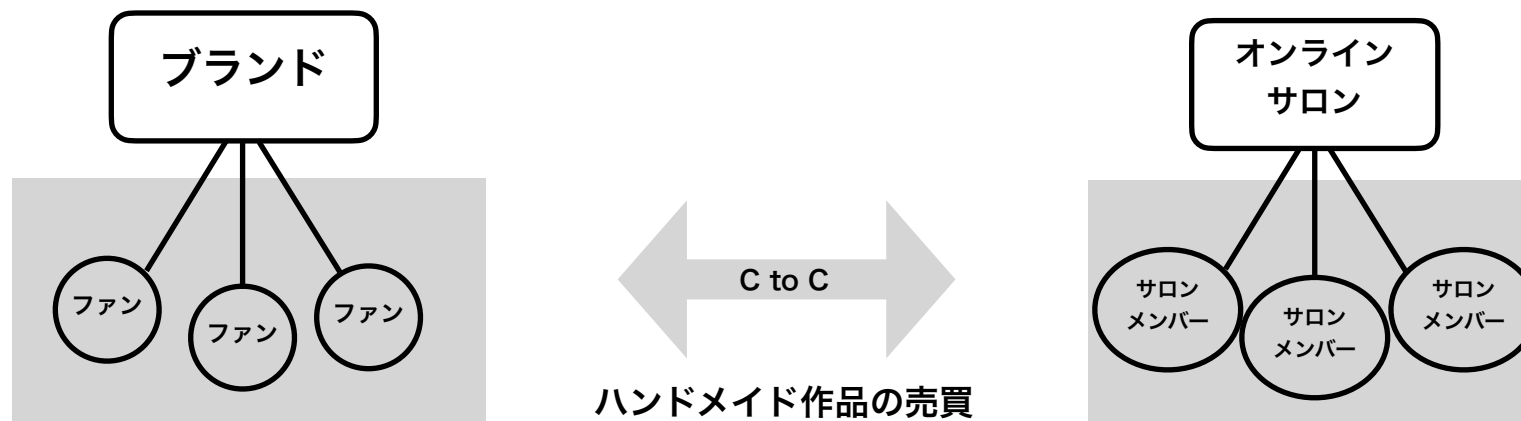 ブランド
ファン
ファン
ファン
C to C
ハンドメイド作品の売買
オンライン
サロン
サロン
メンバー
サロン
メンバー
サロン
メンバー